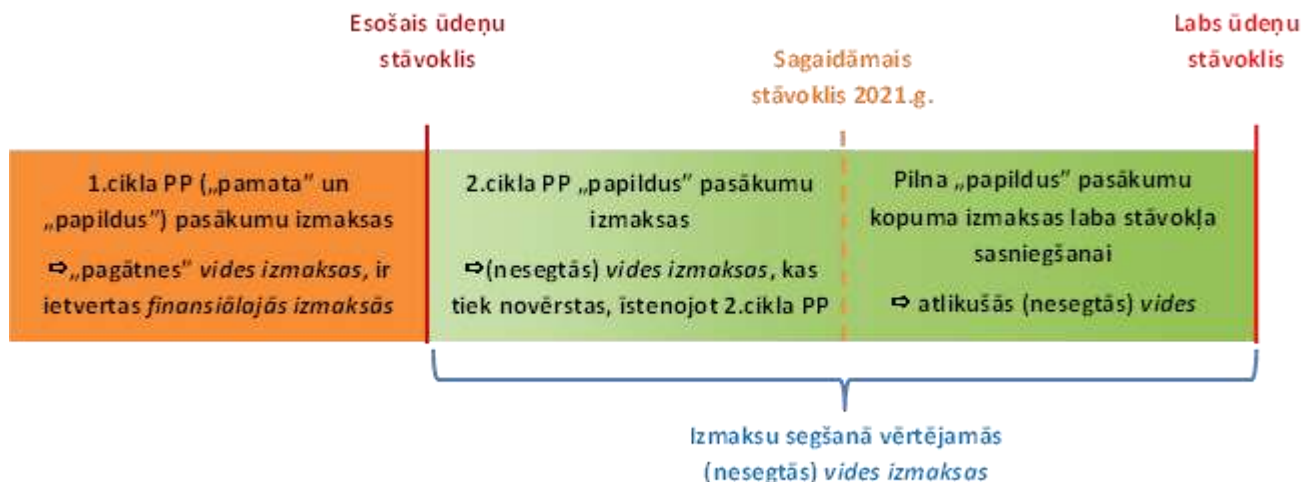 Esošais ūdeņu
stāvoklis
Sagaidāmais
stāvoklis 2021.g.
Labs ūdeņu
stāvoklis
1.cikla PP („pamata” un
„papildus”) pasākumu izmaksas
⇨„pagātnes” vides izmaksas, ir
ietvertas finansiālajās izmaksās
2.cikla PP „papildus” pasākumu
izmaksas
⇨(nesegtās) vides izmaksas, kas
tiek novērstas, īstenojot 2.cikla PP
Pilna „papildus” pasākumu
kopuma izmaksas laba stāvokļa
sasniegšanai
⇨ atlikušās (nesegtās) vides
Izmaksu segšanā vērtējamās
(nesegtās) vides izmaksas